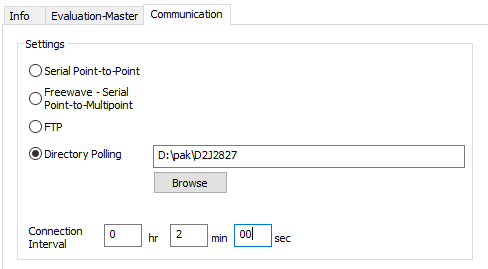 Info Evaluation-Master Communication
Settings
Serial Point-to-Point
Freewave - Serial
Point-to-Multipoint
FTP
Directory Polling D:\pak\D2J2827
Browse
Connection
Interval 0 hr 2 min 00 sec